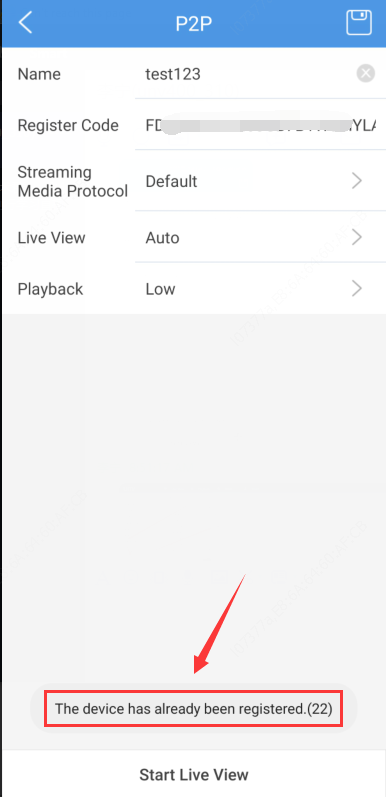 P2P
Name test123
Register Code
Streaming
Media Protocol Default
Live View Auto
Playback Low
The device has already been registered.(22)
Start Live View